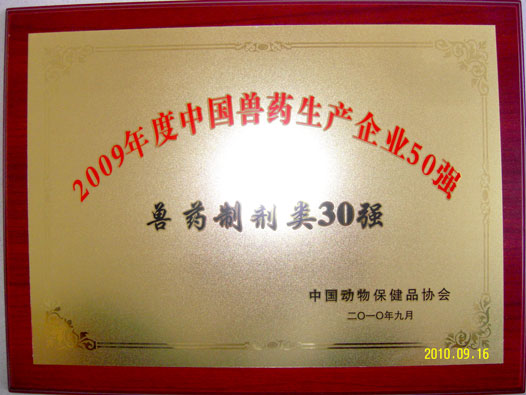 2009年度中国兽药生产企业50强
兽药制剂类30强
中国动物保健品协会
二〇一〇年九月
2010.09.16